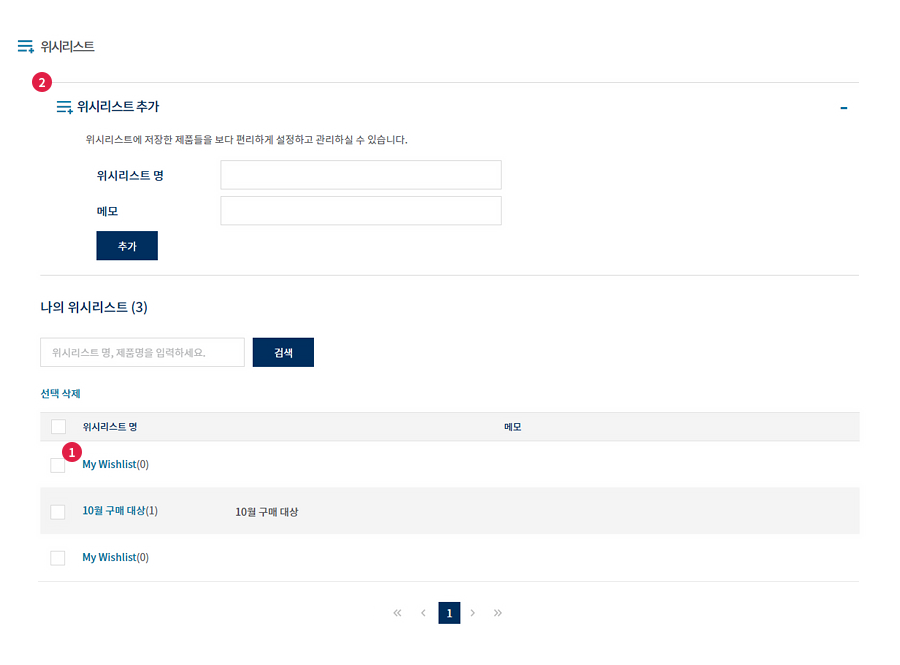 위시리스트
2
위시리스트 추가
위시리스트에 저장한 제품들을 보다 편리하게 설정하고 관리하실 수 있습니다.
위시리스트 명
메모
추가
나의 위시리스트 (3)
위시리스트 명, 제품명을 입력하세요.
검색
선택 삭제
위시리스트 명 메모
1
My Wishlist(0)
10월 구매 대상(1) 10월 구매 대상
My Wishlist(0)
« ‹ 1 › »